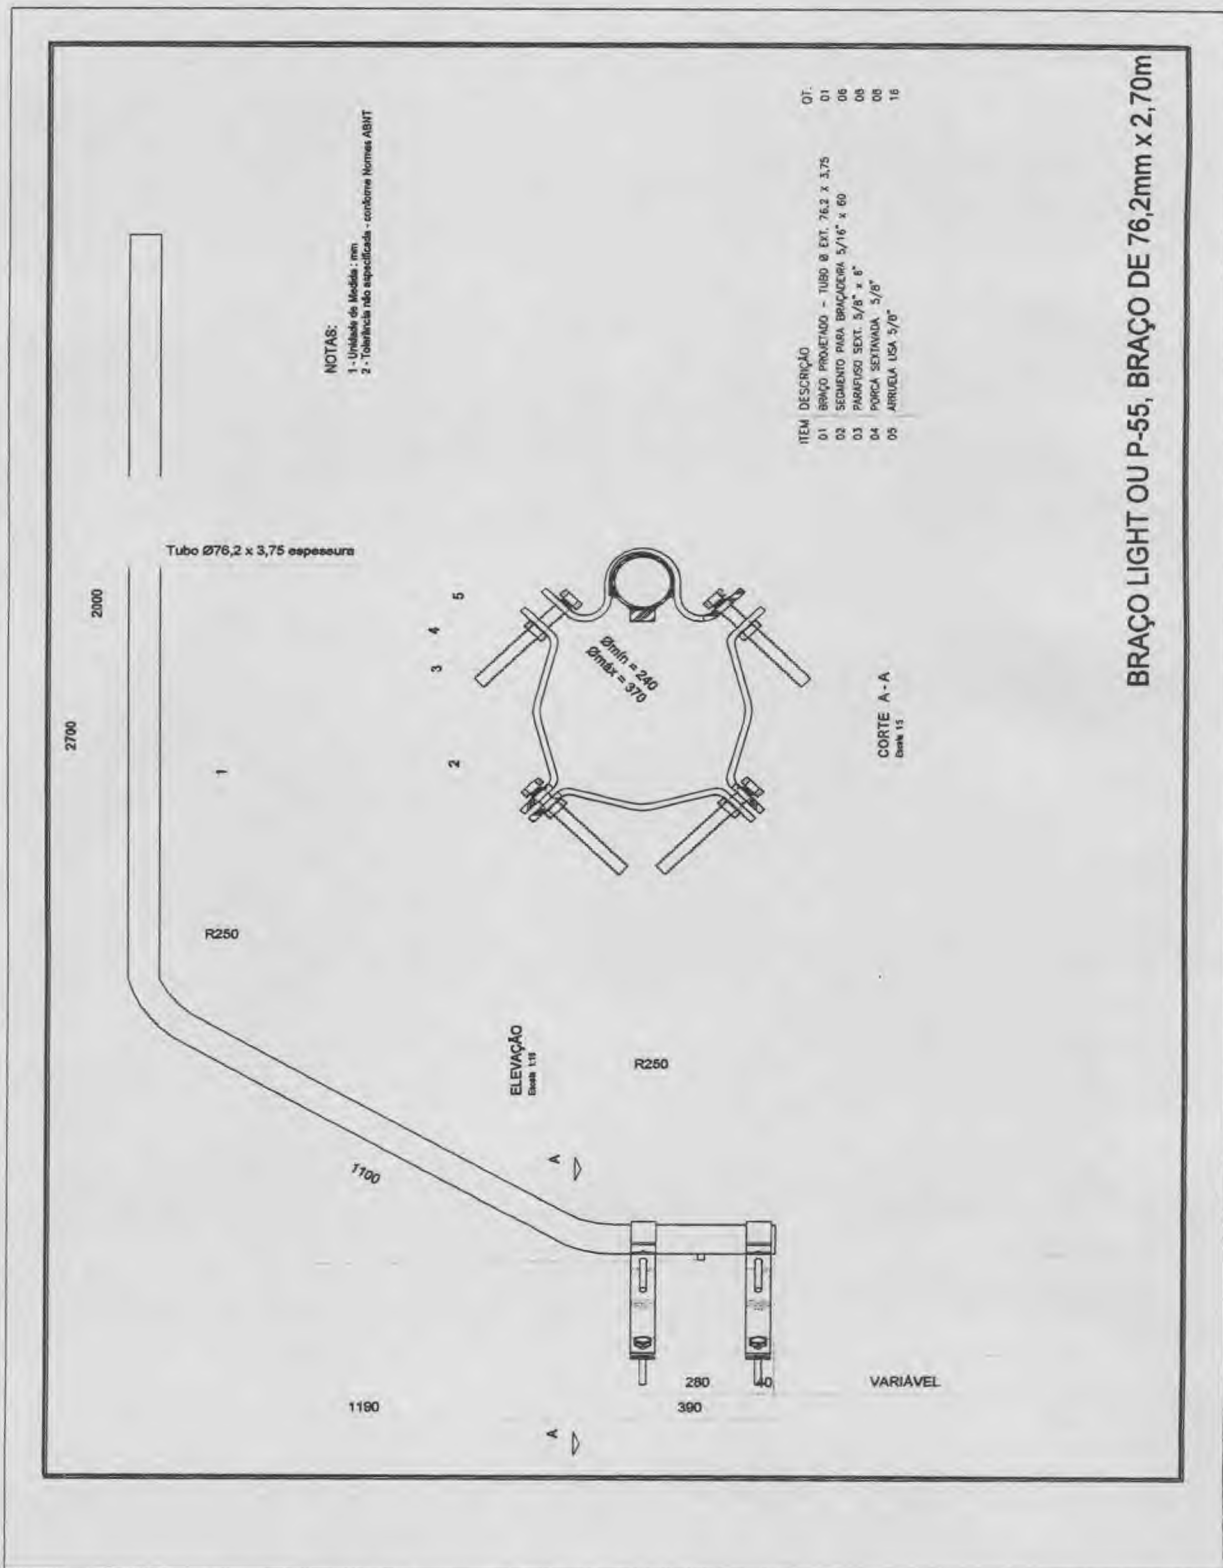 2700
2000
Tubo Ø76,2 x 3,75 espessura
1
R250
1100
1190
NOTAS:
1 - Unidade de Medida : mm
2 - Tolerância não especificada - conforme Normas ABNT
3
4
5
2
Ømín = 240
Ømáx = 370
ELEVAÇÃO
R250
A
A
280
40
390
VARIÁVEL
CORTE A - A
ITEM DESCRIÇÃO QT.
01 BRAÇO PROJETADO - TUBO Ø EXT. 76,2 x 3,75 01
02 SEGMENTO PARA BRAÇADEIRA 5/16" x 60 06
03 PARAFUSO SEXT. 5/8" x 6" 08
04 PORCA SEXTAVADA 5/8" 08
05 ARRUELA LISA 5/8" 16
BRAÇO LIGHT OU P-55, BRAÇO DE 76,2mm x 2,70m